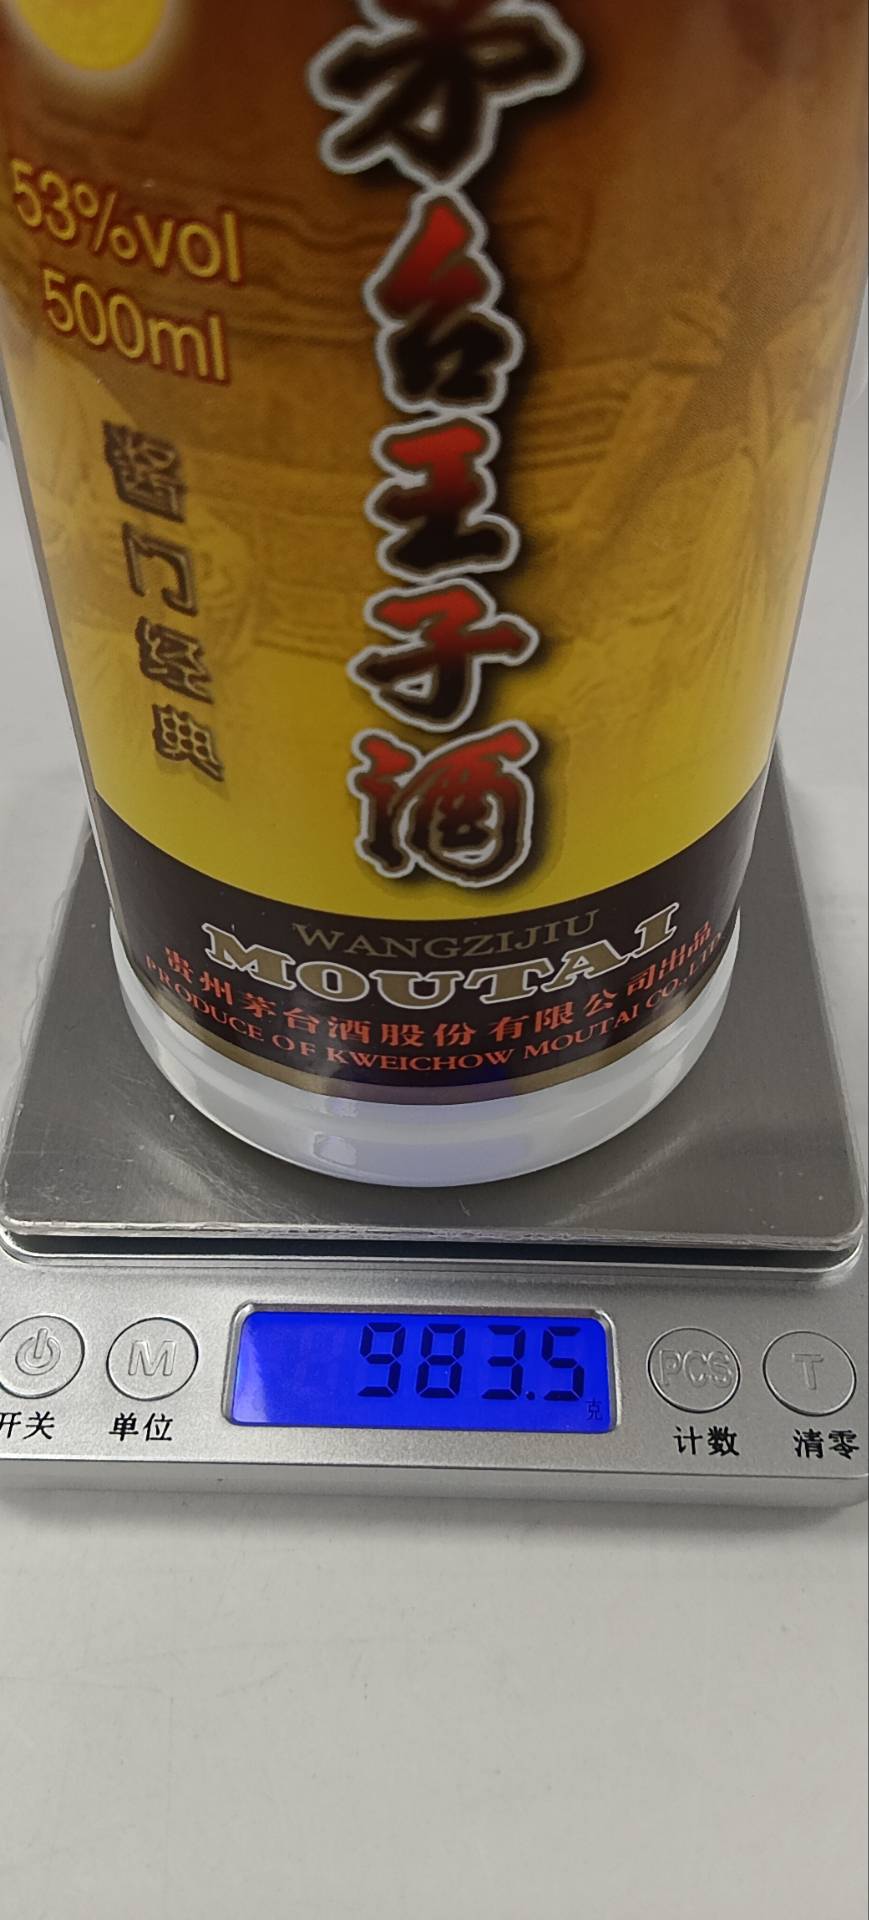 茅台王子酒
53%vol
500ml
酱门经典
WANGZIJIU
MOUTAI
贵州茅台酒股份有限公司出品
PRODUCE OF KWEICHOW MOUTAI CO., LTD.
983.5
克
M
PCS
T
开关
单位
计数
清零